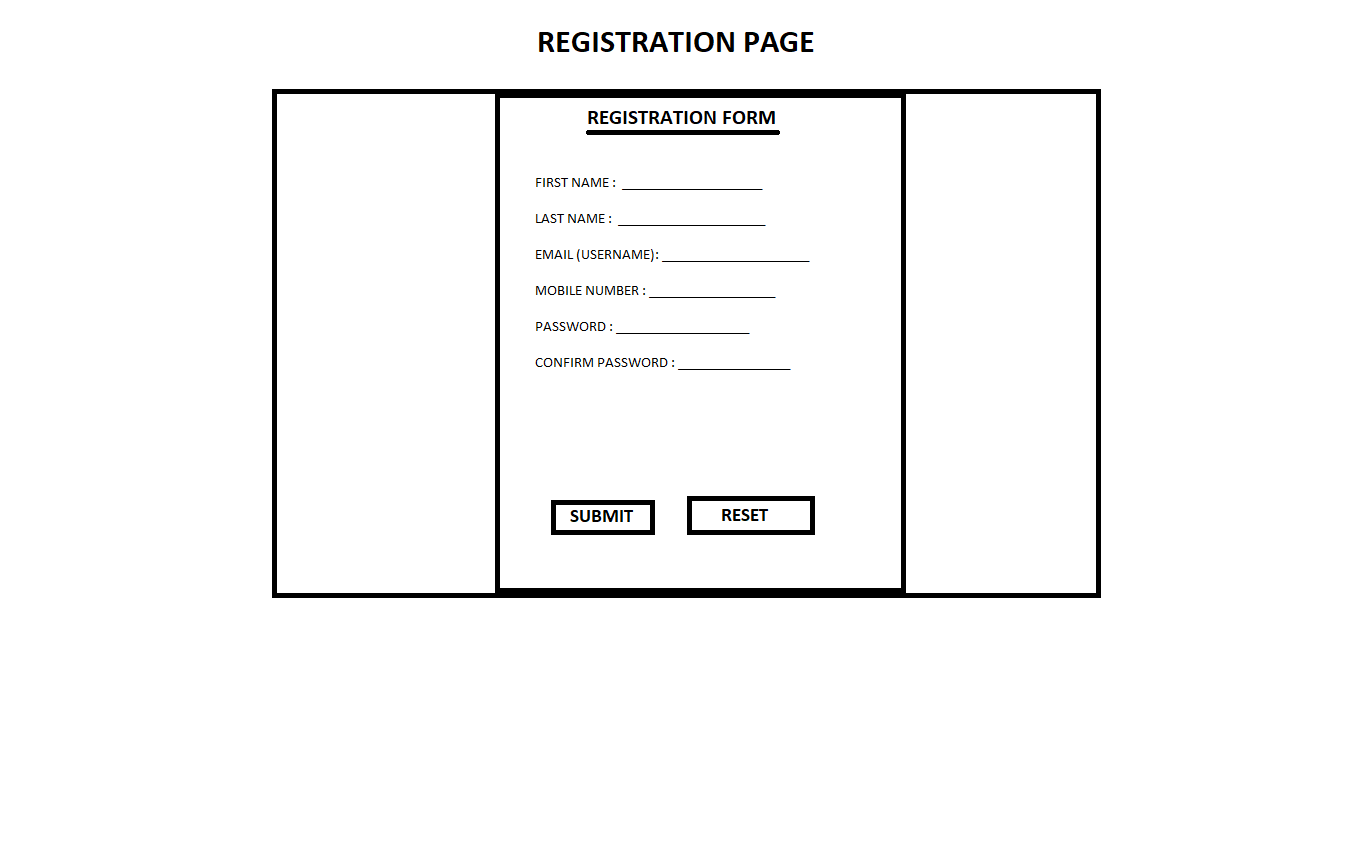 REGISTRATION PAGE
REGISTRATION FORM
FIRST NAME : ____________________
LAST NAME : _____________________
EMAIL (USERNAME): _____________________
MOBILE NUMBER : __________________
PASSWORD : ___________________
CONFIRM PASSWORD : ________________
SUBMIT RESET